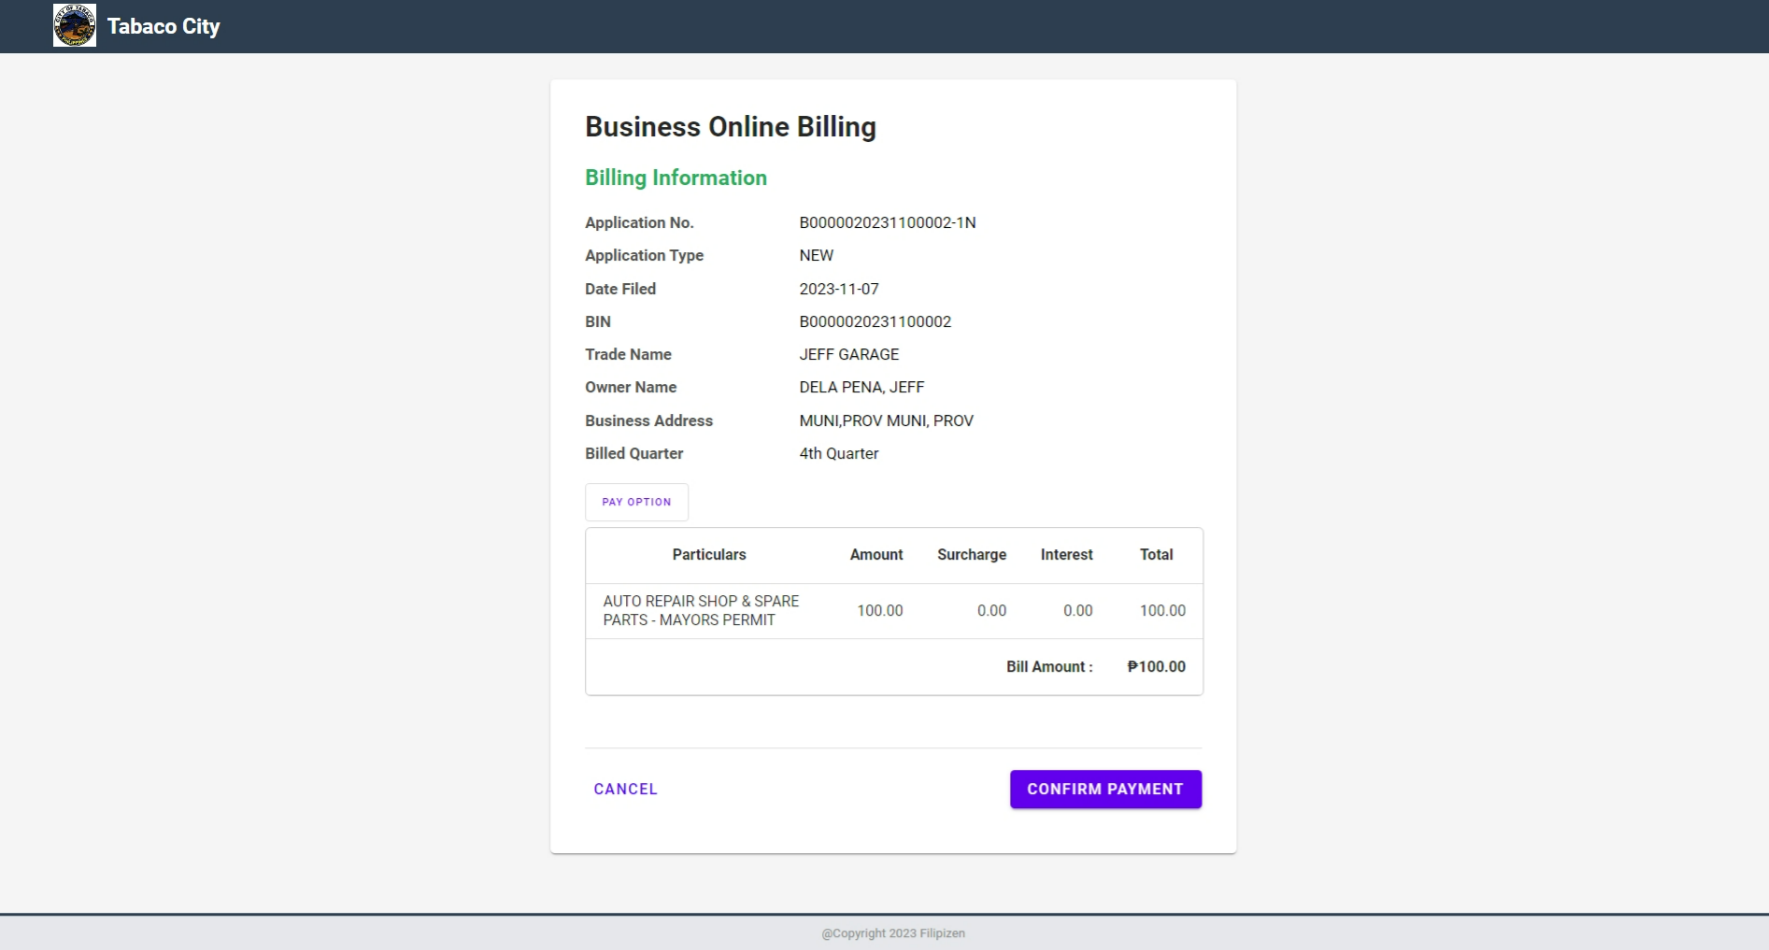 Tabaco City
Business Online Billing
Billing Information
Application No. B0000020231100002-1N
Application Type NEW
Date Filed 2023-11-07
BIN B0000020231100002
Trade Name JEFF GARAGE
Owner Name DELA PENA, JEFF
Business Address MUNI,PROV MUNI, PROV
Billed Quarter 4th Quarter
PAY OPTION
Particulars Amount Surcharge Interest Total
AUTO REPAIR SHOP & SPARE
PARTS - MAYORS PERMIT 100.00 0.00 0.00 100.00
Bill Amount : ₱100.00
CANCEL CONFIRM PAYMENT
@Copyright 2023 Filipizen